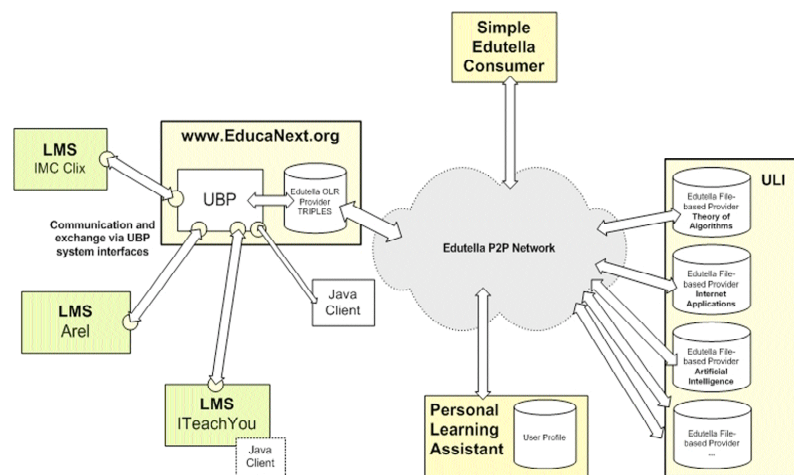 Simple
Edutella
Consumer
www.EducaNext.org
LMS
IMC Clix
UBP
Edutella OLR
Provider
TRIPLES
Communication and
exchange via UBP
system interfaces
Edutella P2P Network
ULI
Edutella File-
based Provider
Theory of
Algorithms
Edutella File-
based Provider
Internet
Applications
Edutella File-
based Provider
Artificial
Intelligence
Edutella File-
based Provider
....
LMS
Arel
Java
Client
LMS
ITeachYou
Java
Client
Personal
Learning
Assistant
User Profile